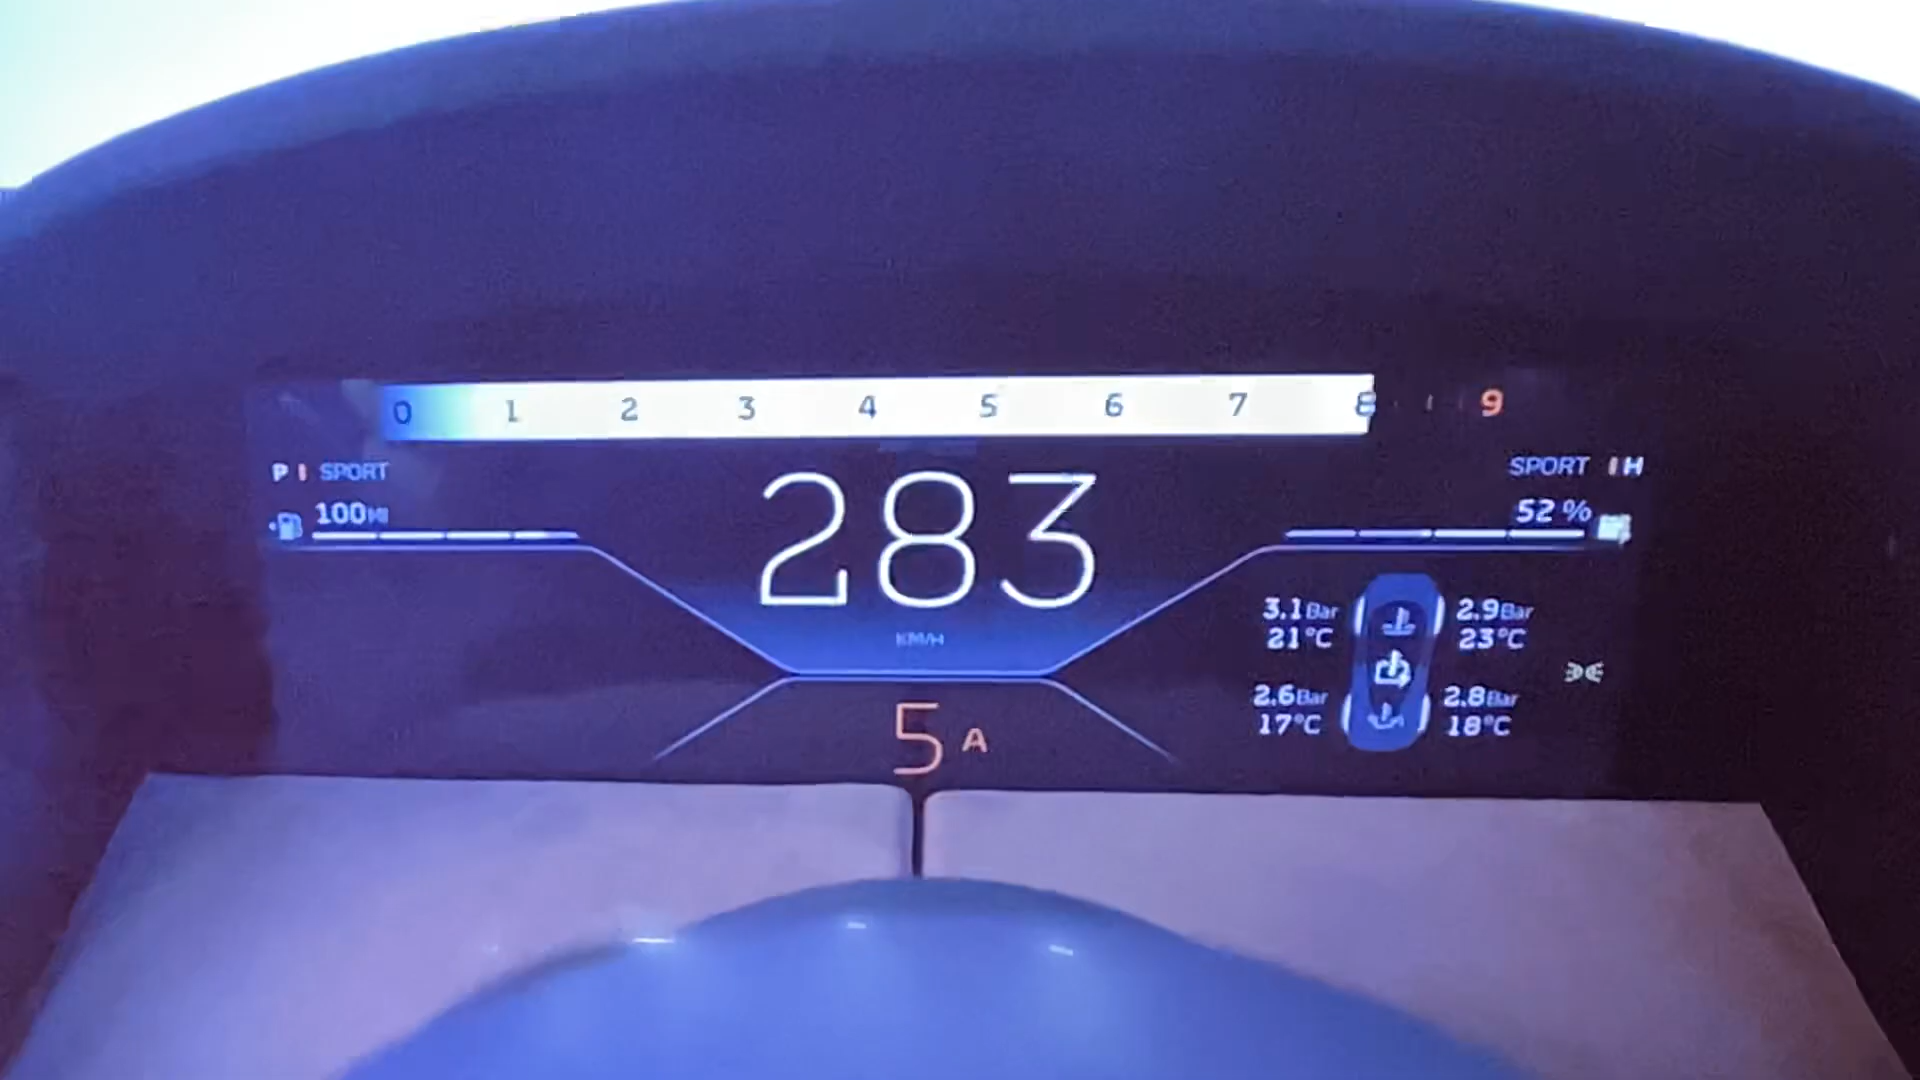 0 1 2 3 4 5 6 7 8 9
P SPORT
SPORT H
100MI
283
52 %
KM/H
3.1Bar 2.9Bar
21°C 23°C
2.6Bar 2.8Bar
17°C 18°C
5 A